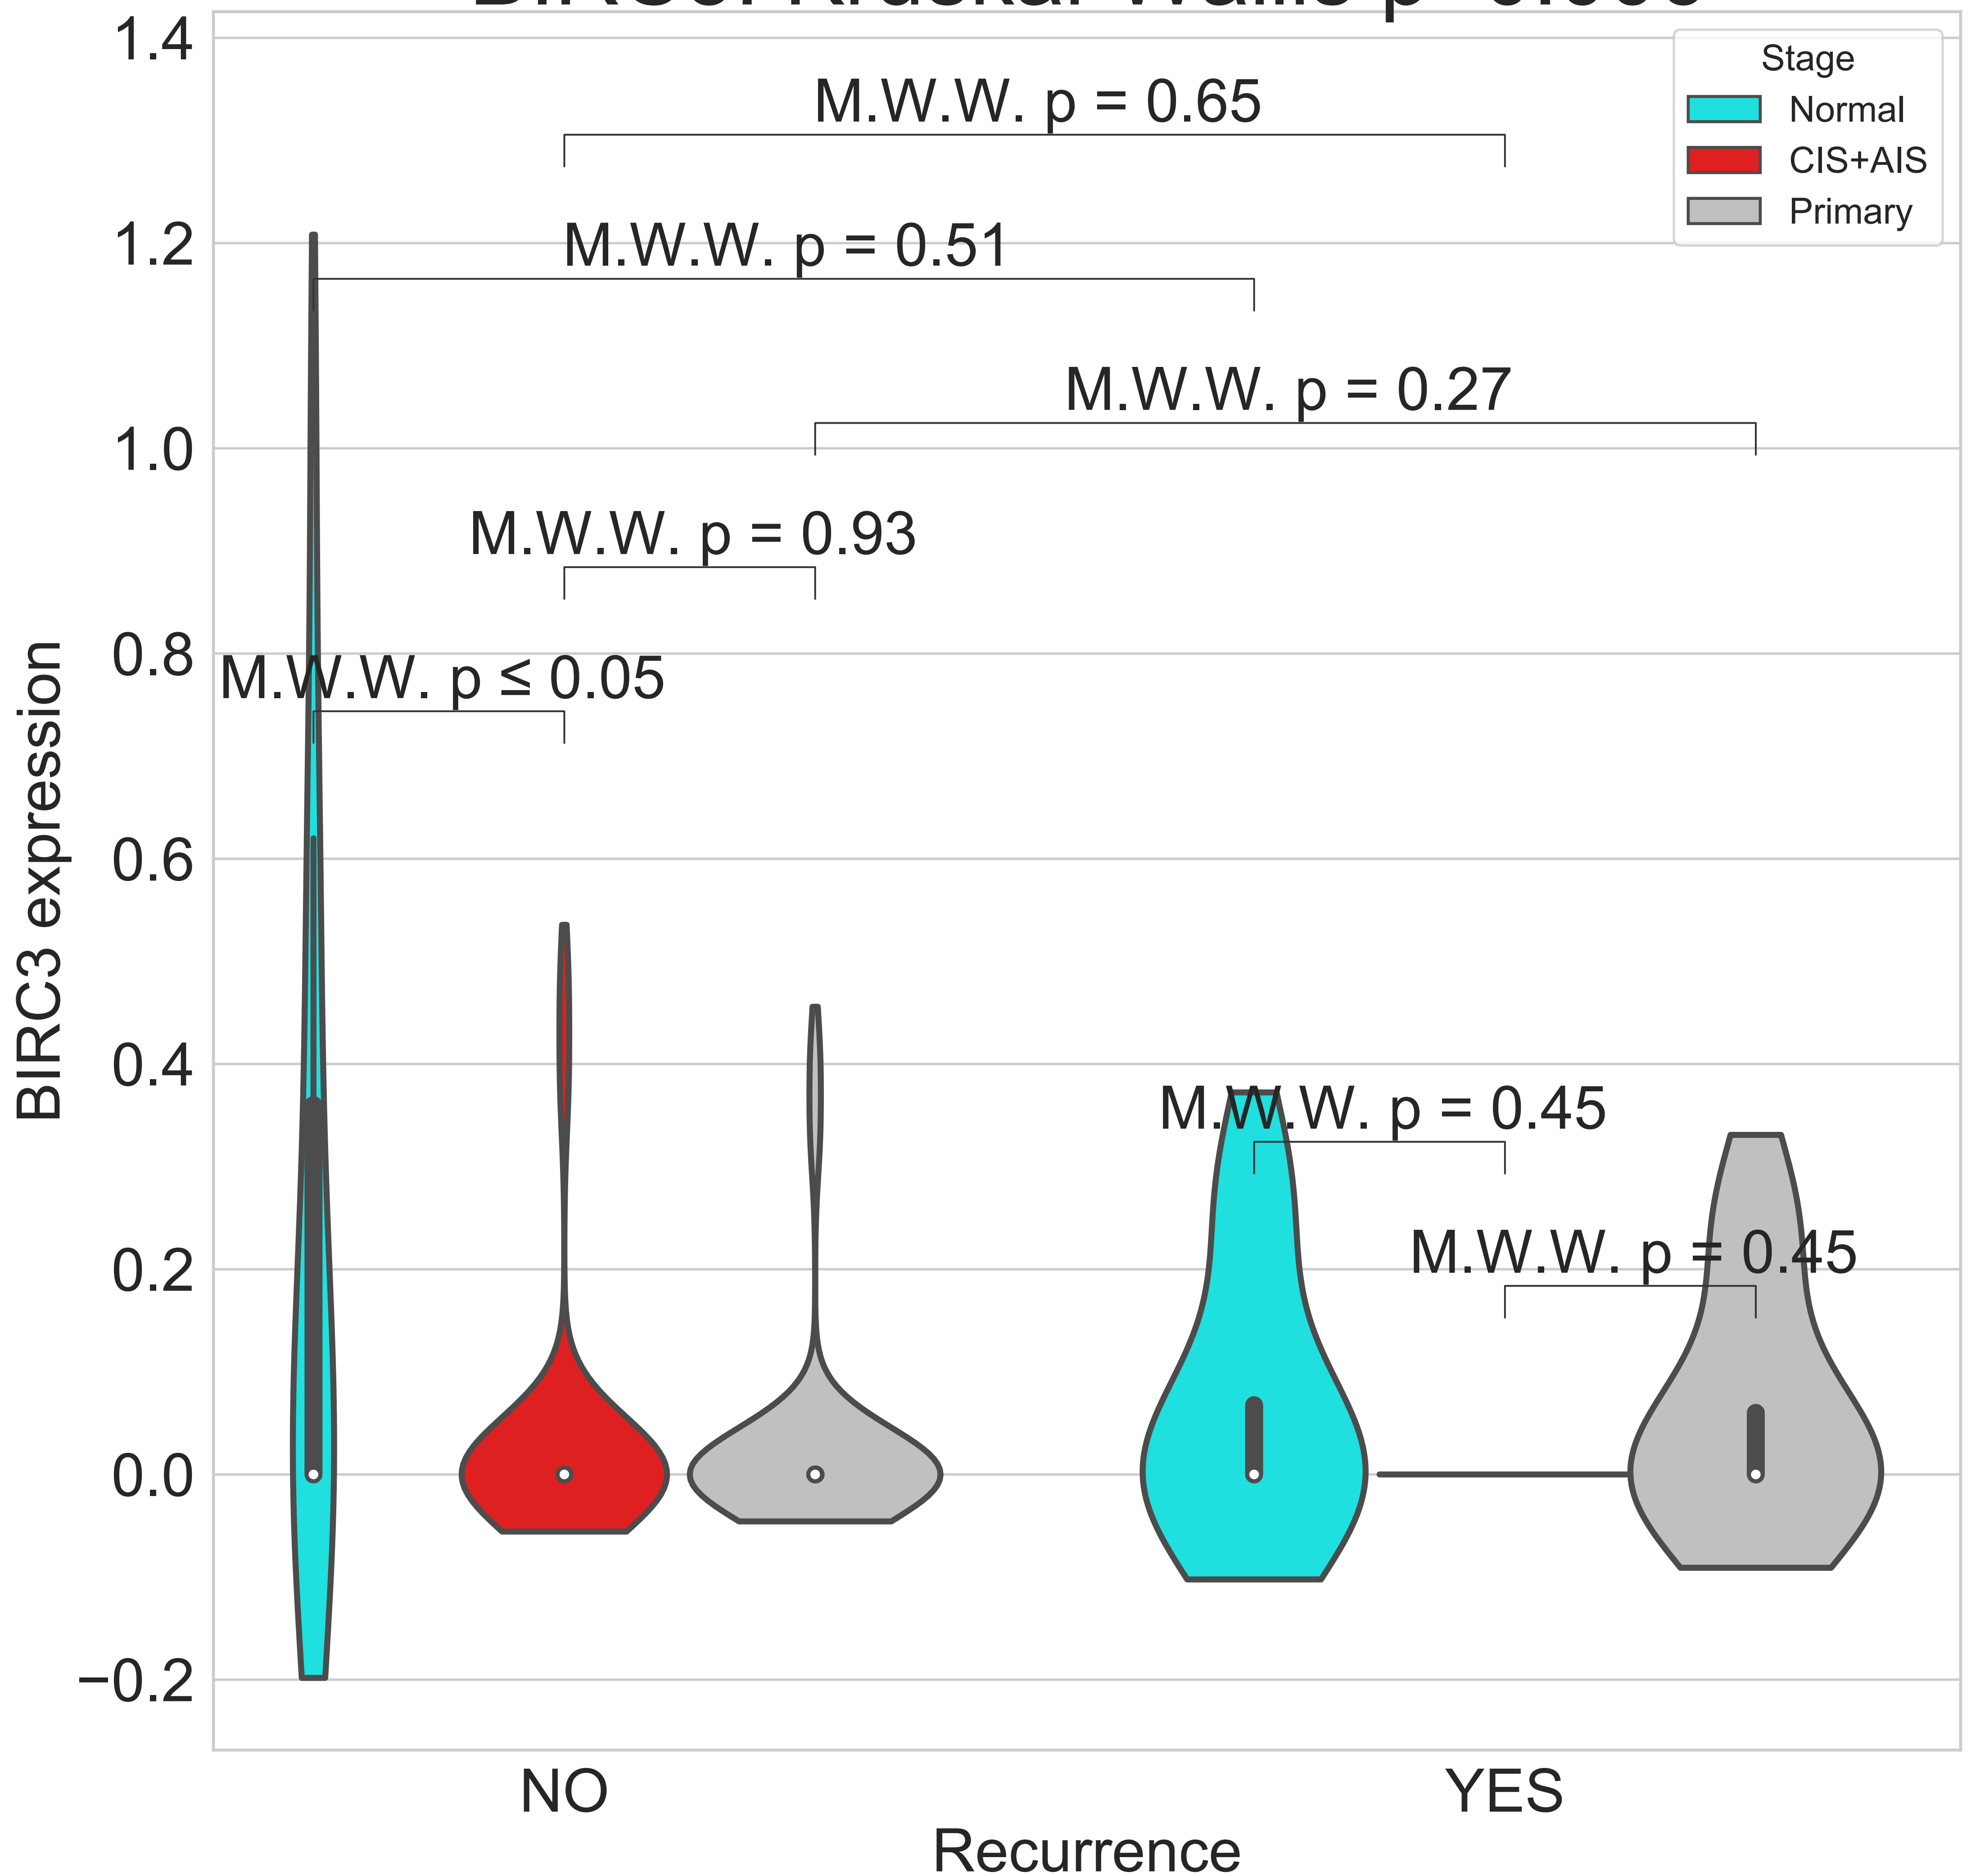 1.4
1.2
1.0
0.8
0.6
0.4
0.2
0.0
−0.2
BIRC3 expression
M.W.W. p = 0.65
M.W.W. p = 0.51
M.W.W. p = 0.27
M.W.W. p = 0.93
M.W.W. p ≤ 0.05
M.W.W. p = 0.45
M.W.W. p = 0.45
Stage
Normal
CIS+AIS
Primary
NO
YES
Recurrence